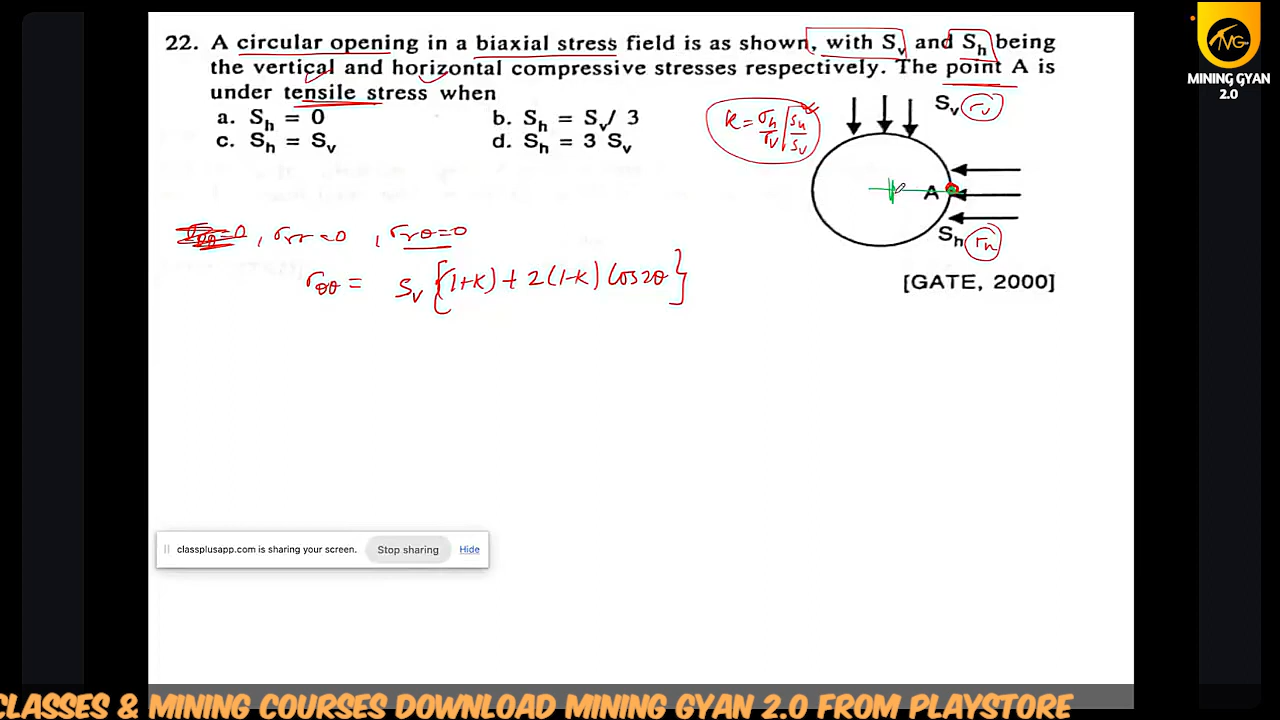 22. A circular opening in a biaxial stress field is as shown, with Sv and Sh being
the vertical and horizontal compressive stresses respectively. The point A is
under tensile stress when
a. Sh = 0
b. Sh = Sv/ 3
c. Sh = Sv
d. Sh = 3 Sv
K = σh/σv | Sh/Sv
Sv σv
A
Sh σh
[GATE, 2000]
σθθ=0, σrr=0, σrθ=0
σθθ = Sv {(1+K) + 2(1-K) Cos2θ}
MINING GYAN
2.0
classplusapp.com is sharing your screen. Stop sharing Hide
CLASSES & MINING COURSES DOWNLOAD MINING GYAN 2.0 FROM PLAYSTORE